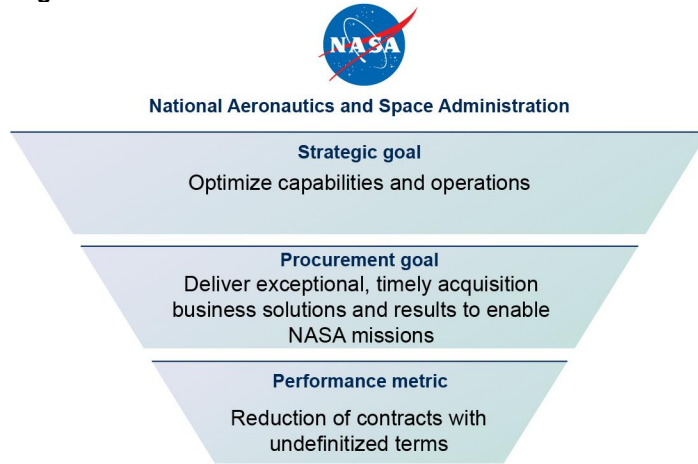 NASA
National Aeronautics and Space Administration
Strategic goal
Optimize capabilities and operations
Procurement goal
Deliver exceptional, timely acquisition
business solutions and results to enable
NASA missions
Performance metric
Reduction of contracts with
undefinitized terms